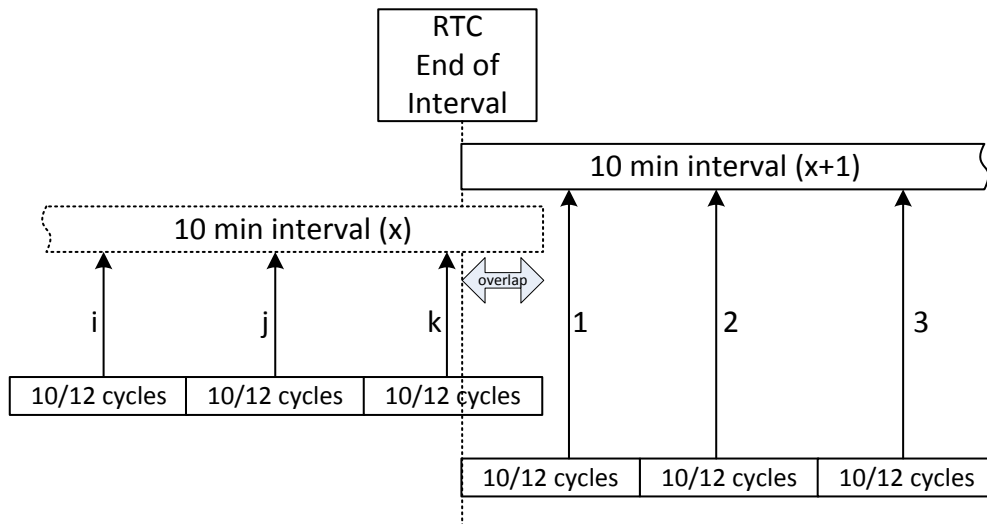 RTC
End of
Interval
10 min interval (x+1)
10 min interval (x)
overlap
i
j
k
1
2
3
10/12 cycles
10/12 cycles
10/12 cycles
10/12 cycles
10/12 cycles
10/12 cycles